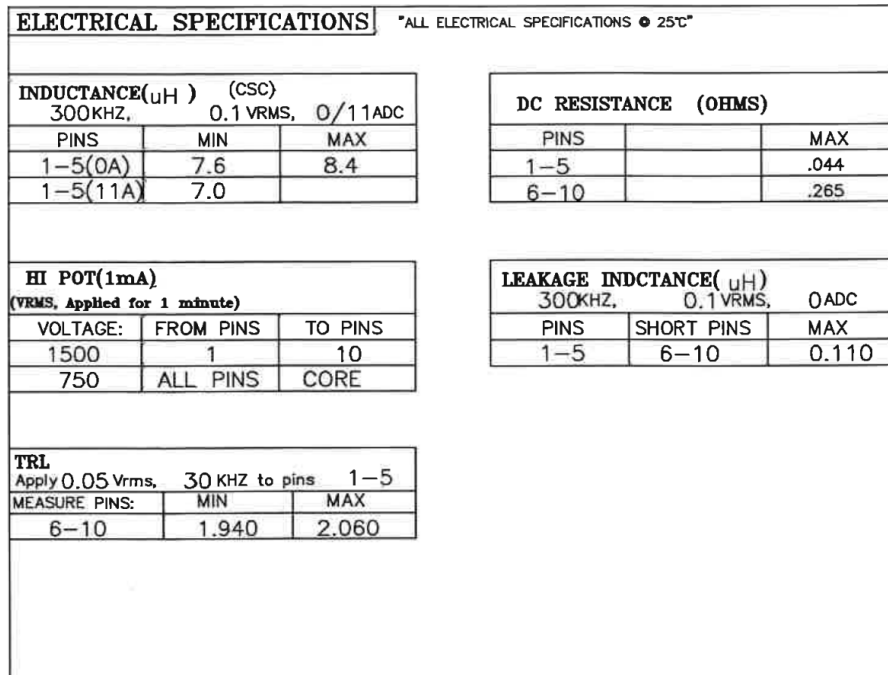 ELECTRICAL SPECIFICATIONS "ALL ELECTRICAL SPECIFICATIONS @ 25℃"
INDUCTANCE(uH ) (CSC)
300KHZ, 0.1 VRMS, 0/11ADC
PINS MIN MAX
1-5(0A) 7.6 8.4
1-5(11A) 7.0
DC RESISTANCE (OHMS)
PINS MAX
1-5 .044
6-10 .265
HI POT(1mA)
(VRMS, Applied for 1 minute)
VOLTAGE: FROM PINS TO PINS
1500 1 10
750 ALL PINS CORE
LEAKAGE INDCTANCE( uH)
300KHZ, 0.1VRMS, 0ADC
PINS SHORT PINS MAX
1-5 6-10 0.110
TRL
Apply 0.05 Vrms, 30 KHZ to pins 1-5
MEASURE PINS: MIN MAX
6-10 1.940 2.060